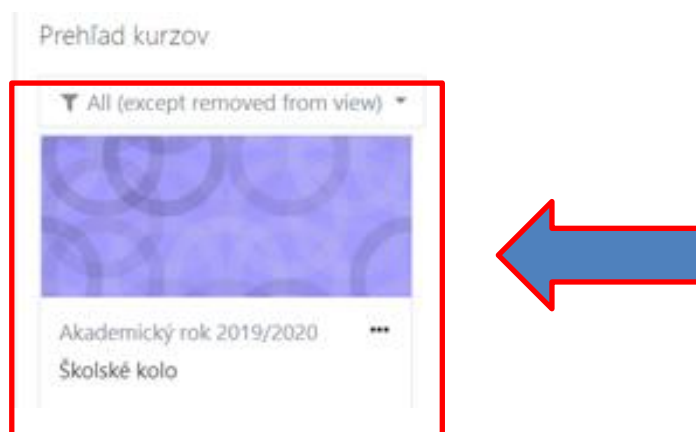 Prehľad kurzov
All (except removed from view)
Akademický rok 2019/2020
Školské kolo